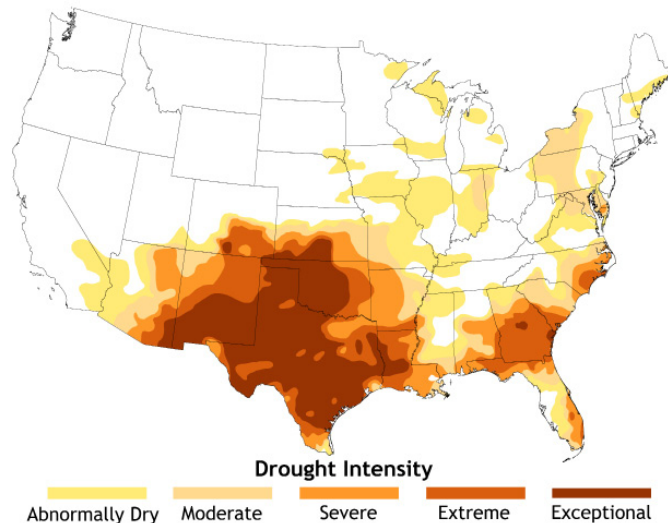 Drought Intensity
Abnormally Dry Moderate Severe Extreme Exceptional